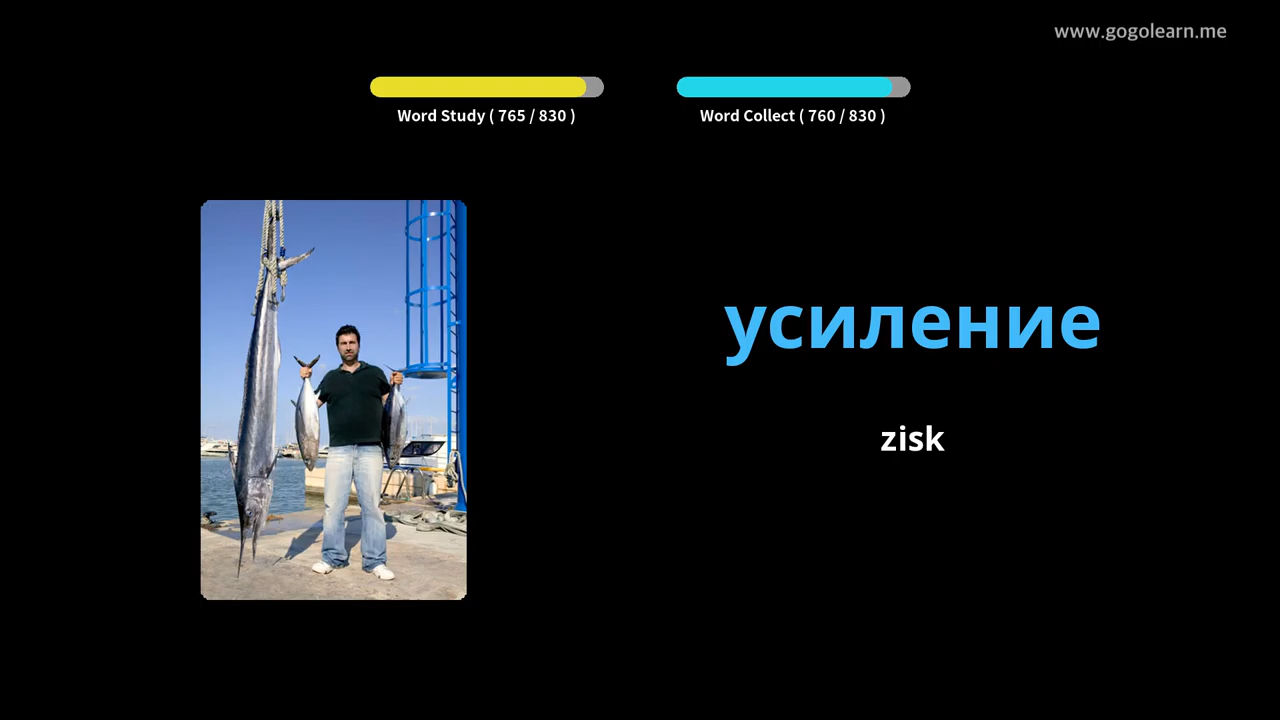 www.gogolearn.me
Word Study ( 765 / 830 )
Word Collect ( 760 / 830 )
усиление
zisk